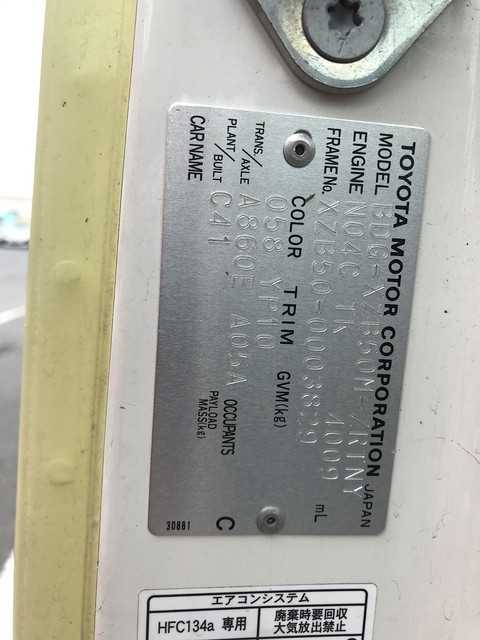 TOYOTA MOTOR CORPORATION JAPAN
MODEL BDG-XZB50M-ZRTNY
ENGINE N04C TK 4009 mL
FRAME No. XZB50-0003829
COLOR TRIM GVM(kg)
058 YP10
TRANS./AXLE A860E A05A
PLANT/BUILT C41 OCCUPANTS
CAR NAME PAYLOAD MASS(kg) C
30881
エアコンシステム
HFC134a 専用
廃棄時要回収
大気放出禁止